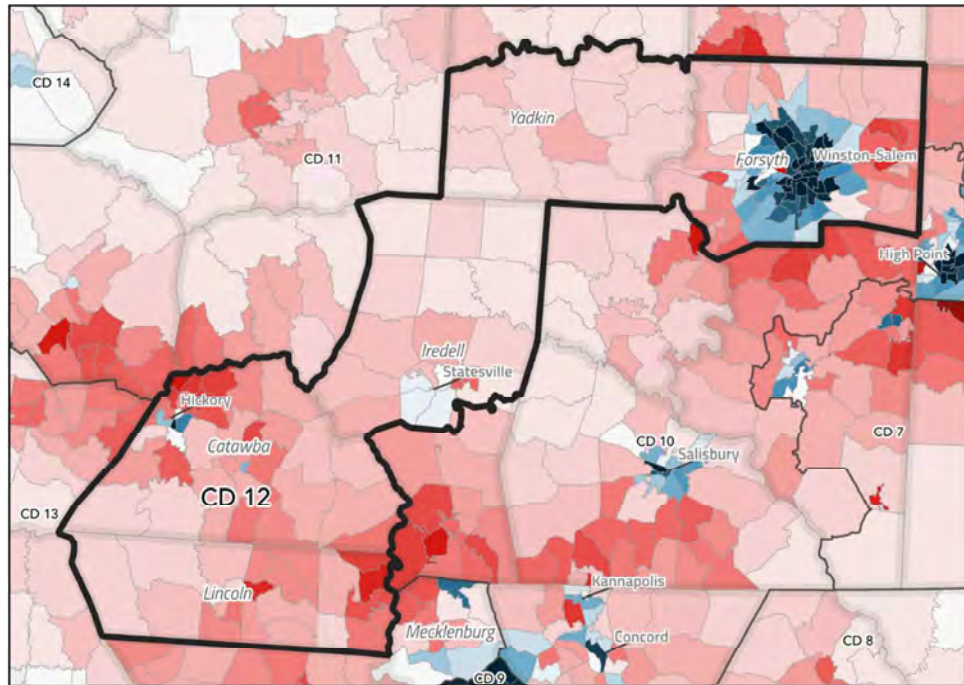 CD 14
Yadkin
CD 11
Forsyth
Winston-Salem
High Point
Iredell
Statesville
Hickory
Catawba
CD 10
Salisbury
CD 7
CD 12
CD 13
Lincoln
Kannapolis
Mecklenburg
Concord
CD 8
CD 9